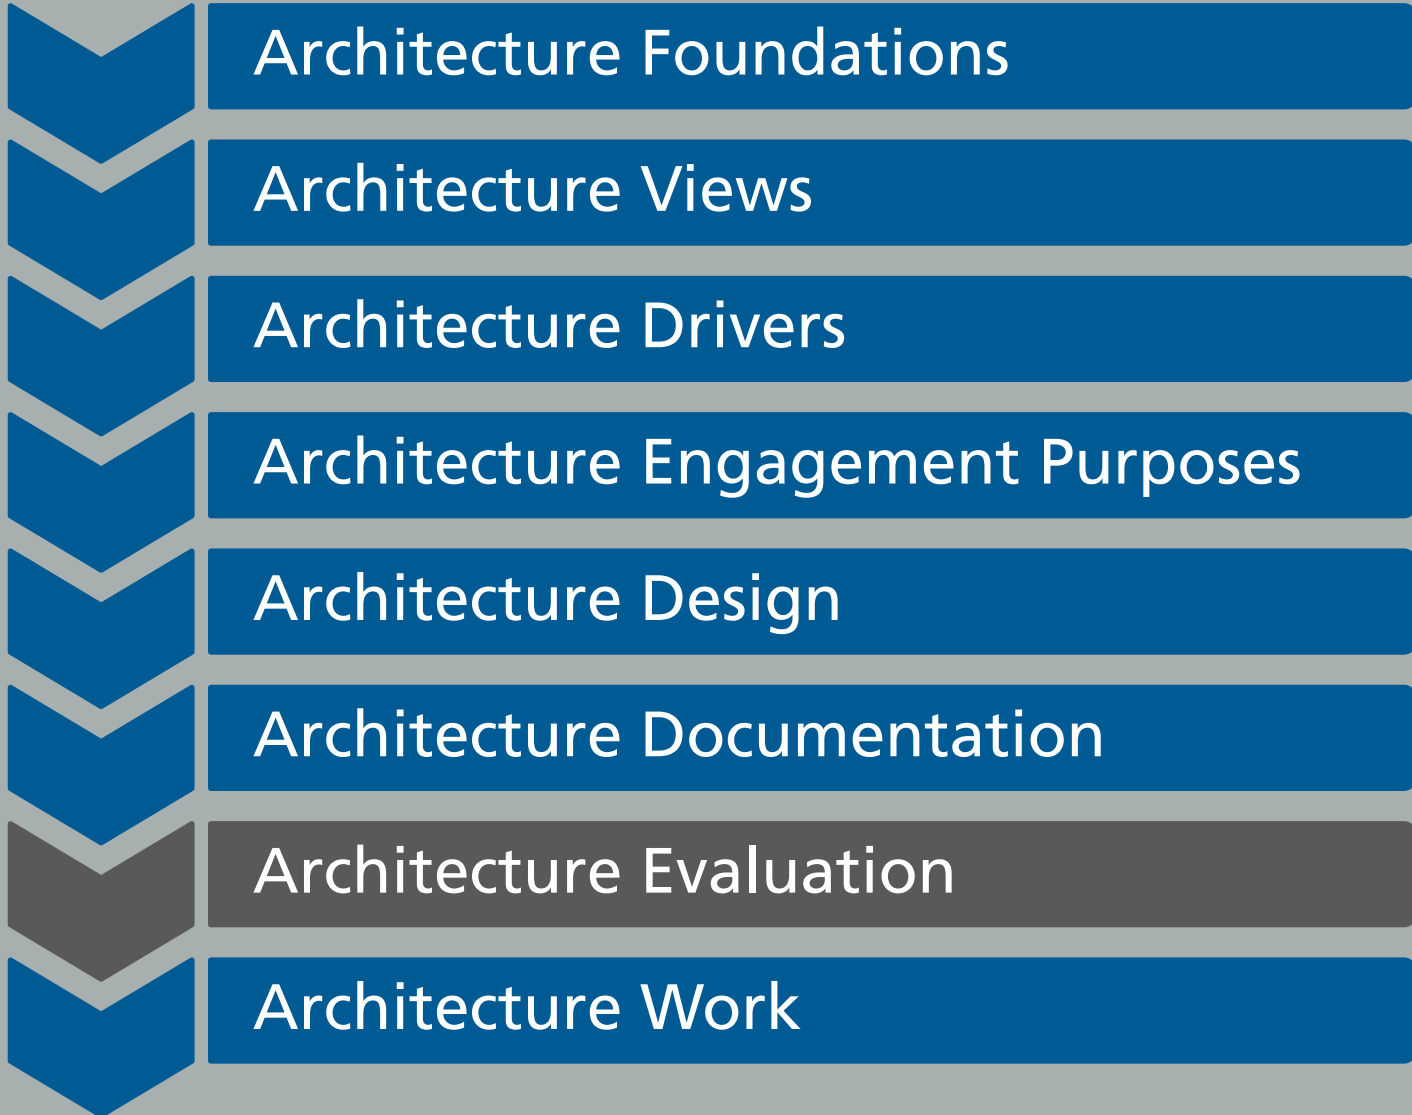 Architecture Foundations
Architecture Views
Architecture Drivers
Architecture Engagement Purposes
Architecture Design
Architecture Documentation
Architecture Evaluation
Architecture Work